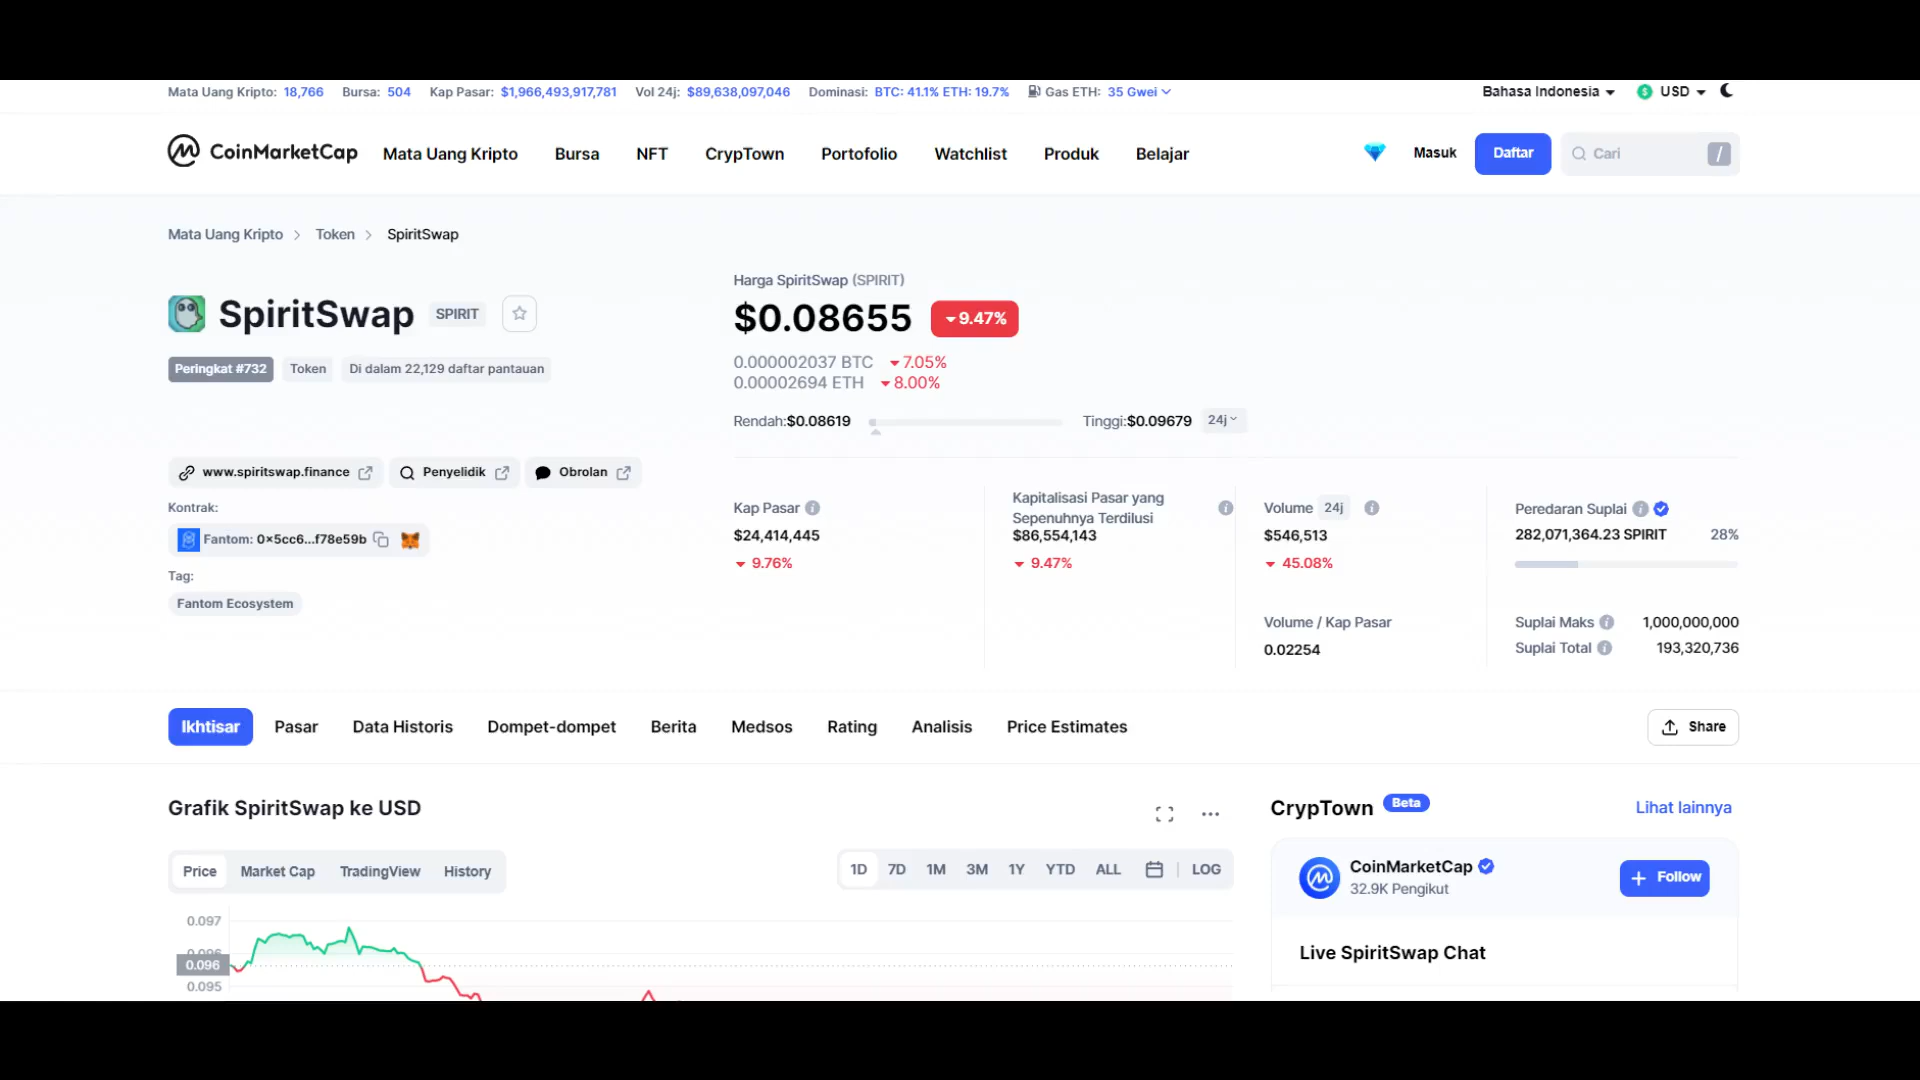 Mata Uang Kripto: 18,766 Bursa: 504 Kap Pasar: $1,966,493,917,781 Vol 24j: $89,638,097,046 Dominasi: BTC: 41.1% ETH: 19.7% Gas ETH: 35 Gwei Bahasa Indonesia USD
CoinMarketCap Mata Uang Kripto Bursa NFT CrypTown Portofolio Watchlist Produk Belajar Masuk Daftar Cari /
Mata Uang Kripto > Token > SpiritSwap
Harga SpiritSwap (SPIRIT)
SpiritSwap SPIRIT $0.08655 9.47%
Peringkat #732 Token Di dalam 22,129 daftar pantauan
0.000002037 BTC 7.05%
0.00002694 ETH 8.00%
Rendah:$0.08619 Tinggi:$0.09679 24j
www.spiritswap.finance Penyelidik Obrolan
Kontrak:
Fantom: 0x5cc6...f78e59b
Tag:
Fantom Ecosystem
Kap Pasar
$24,414,445
9.76%
Kapitalisasi Pasar yang
Sepenuhnya Terdilusi
$86,554,143
9.47%
Volume 24j
$546,513
45.08%
Volume / Kap Pasar
0.02254
Peredaran Suplai
282,071,364.23 SPIRIT 28%
Suplai Maks 1,000,000,000
Suplai Total 193,320,736
Ikhtisar Pasar Data Historis Dompet-dompet Berita Medsos Rating Analisis Price Estimates Share
Grafik SpiritSwap ke USD
Price Market Cap TradingView History 1D 7D 1M 3M 1Y YTD ALL LOG
0.097
0.096
0.096
0.095
CrypTown Beta Lihat lainnya
CoinMarketCap
32.9K Pengikut
+ Follow
Live SpiritSwap Chat